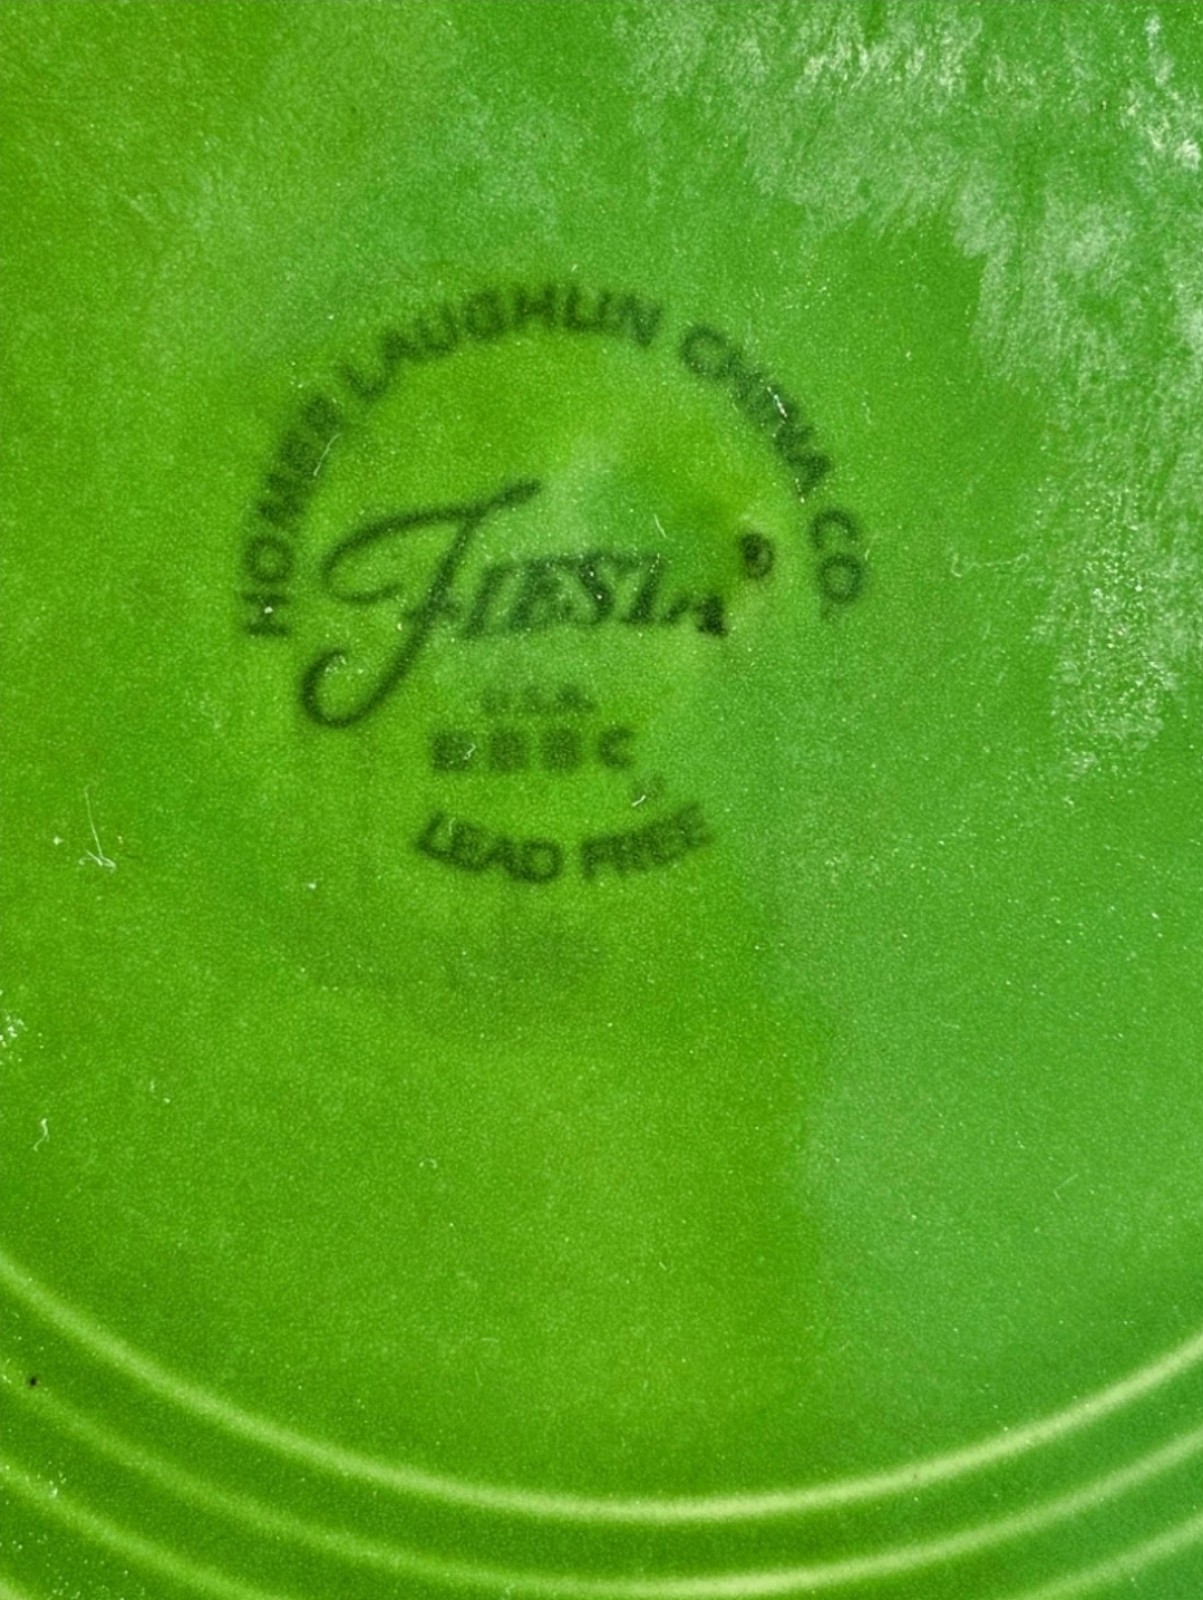 HOMER LAUGHLIN CHINA CO.
FIESTA®
U.S.A.
LEAD FREE